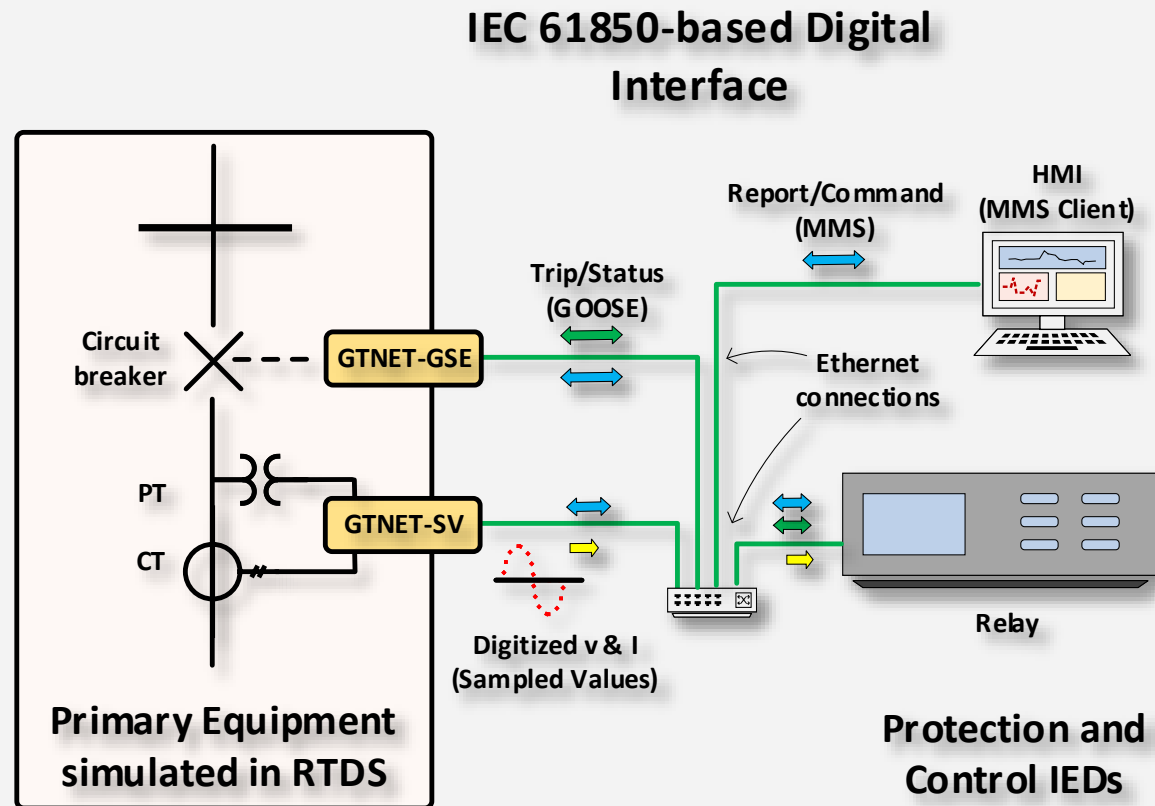 IEC 61850-based Digital
Interface
HMI
(MMS Client)
Report/Command
(MMS)
Trip/Status
(GOOSE)
Circuit
breaker
GTNET-GSE
Ethernet
connections
PT
GTNET-SV
CT
Relay
Digitized v & I
(Sampled Values)
Primary Equipment
simulated in RTDS
Protection and
Control IEDs